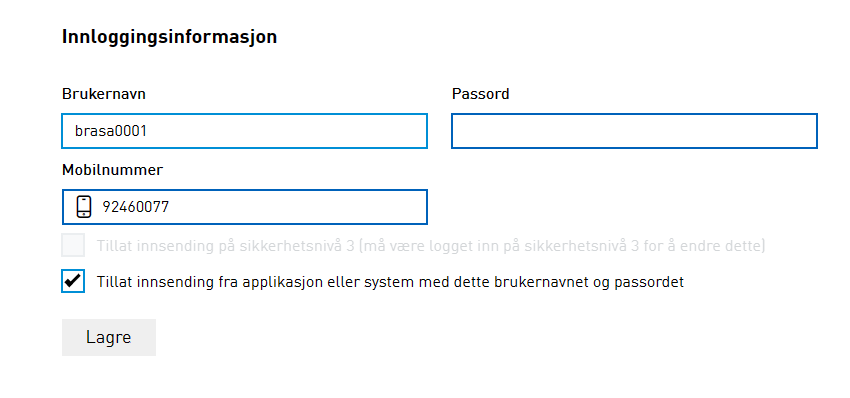 Innloggingsinformasjon
Brukernavn
Passord
brasa0001
Mobilnummer
92460077
Tillat innsending på sikkerhetsnivå 3 (må være logget inn på sikkerhetsnivå 3 for å endre dette)
Tillat innsending fra applikasjon eller system med dette brukernavnet og passordet
Lagre